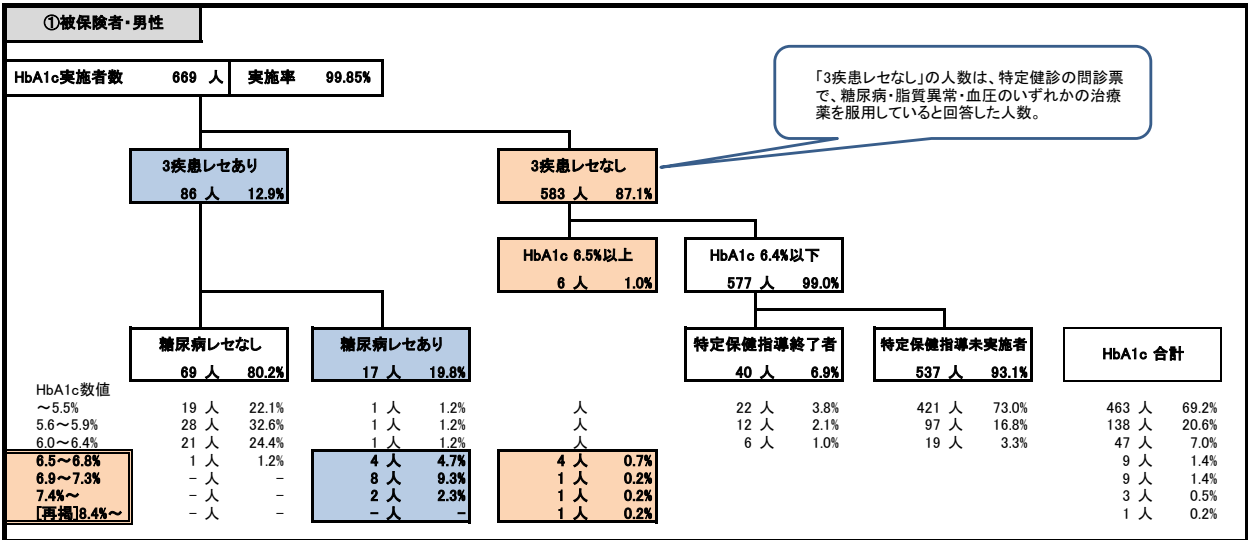 ①被保険者・男性
HbA1c実施者数 669 人 実施率 99.85%
「3疾患レセなし」の人数は、特定健診の問診票
で、糖尿病・脂質異常・血圧のいずれかの治療
薬を服用していると回答した人数。
3疾患レセあり 3疾患レセなし
86 人 12.9% 583 人 87.1%
HbA1c 6.5%以上 HbA1c 6.4%以下
6 人 1.0% 577 人 99.0%
糖尿病レセなし 糖尿病レセあり 特定保健指導終了者 特定保健指導未実施者 HbA1c 合計
69 人 80.2% 17 人 19.8% 40 人 6.9% 537 人 93.1%
HbA1c数値
～5.5% 19 人 22.1% 1 人 1.2% 人 22 人 3.8% 421 人 73.0% 463 人 69.2%
5.6～5.9% 28 人 32.6% 1 人 1.2% 人 12 人 2.1% 97 人 16.8% 138 人 20.6%
6.0～6.4% 21 人 24.4% 1 人 1.2% 人 6 人 1.0% 19 人 3.3% 47 人 7.0%
6.5～6.8% 1 人 1.2% 4 人 4.7% 4 人 0.7% 9 人 1.4%
6.9～7.3% - 人 - 8 人 9.3% 1 人 0.2% 9 人 1.4%
7.4%～ - 人 - 2 人 2.3% 1 人 0.2% 3 人 0.5%
[再掲]8.4%～ - 人 - - 人 - 1 人 0.2% 1 人 0.2%